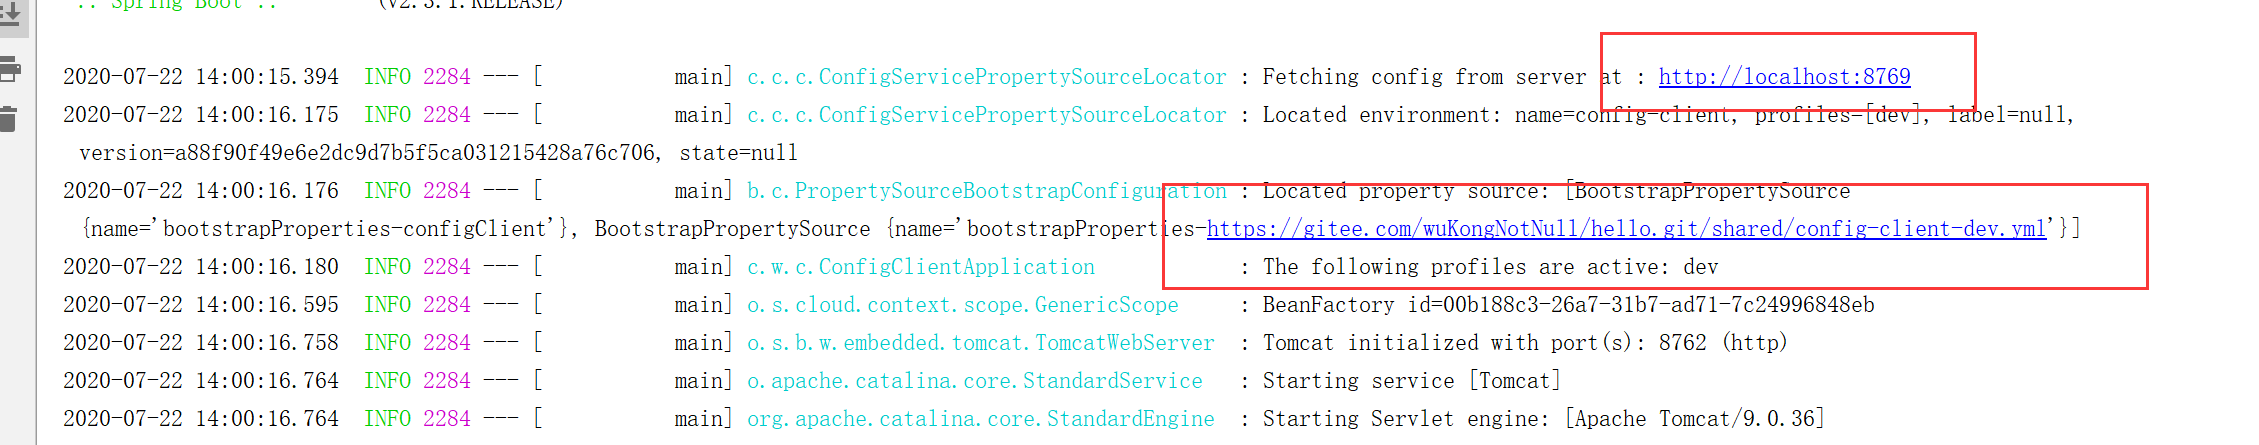 :: Spring Boot ::        (v2.3.1.RELEASE)
2020-07-22 14:00:15.394  INFO 2284 --- [           main] c.c.c.ConfigServicePropertySourceLocator : Fetching config from server at : http://localhost:8769
2020-07-22 14:00:16.175  INFO 2284 --- [           main] c.c.c.ConfigServicePropertySourceLocator : Located environment: name=config-client, profiles=[dev], label=null,
version=a88f90f49e6e2dc9d7b5f5ca031215428a76c706, state=null
2020-07-22 14:00:16.176  INFO 2284 --- [           main] b.c.PropertySourceBootstrapConfiguration : Located property source: [BootstrapPropertySource
{name='bootstrapProperties-configClient'}, BootstrapPropertySource {name='bootstrapProperties-https://gitee.com/wuKongNotNull/hello.git/shared/config-client-dev.yml'}]
2020-07-22 14:00:16.180  INFO 2284 --- [           main] c.w.c.ConfigClientApplication            : The following profiles are active: dev
2020-07-22 14:00:16.595  INFO 2284 --- [           main] o.s.cloud.context.scope.GenericScope     : BeanFactory id=00b188c3-26a7-31b7-ad71-7c24996848eb
2020-07-22 14:00:16.758  INFO 2284 --- [           main] o.s.b.w.embedded.tomcat.TomcatWebServer  : Tomcat initialized with port(s): 8762 (http)
2020-07-22 14:00:16.764  INFO 2284 --- [           main] o.apache.catalina.core.StandardService   : Starting service [Tomcat]
2020-07-22 14:00:16.764  INFO 2284 --- [           main] org.apache.catalina.core.StandardEngine  : Starting Servlet engine: [Apache Tomcat/9.0.36]